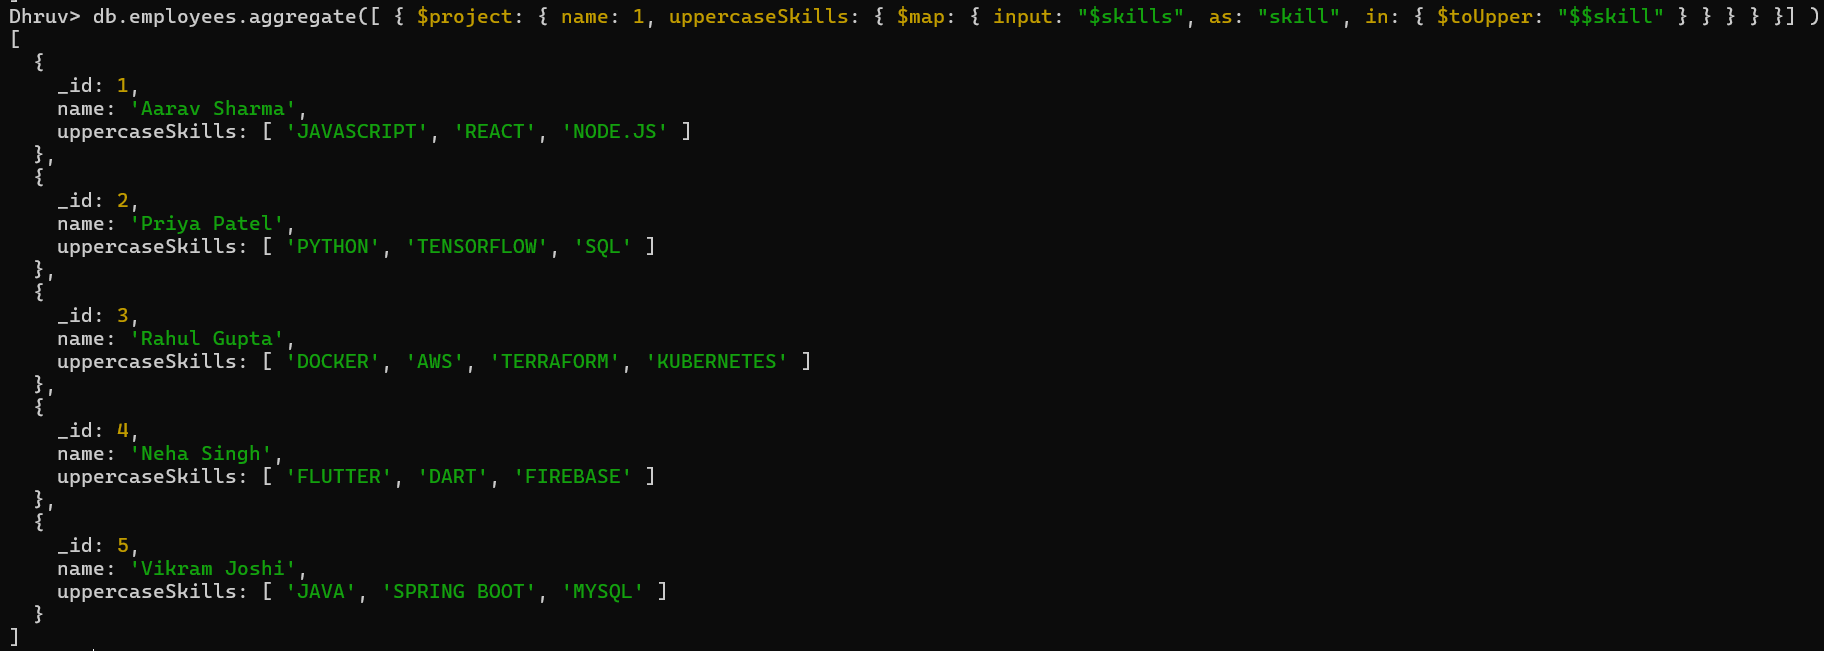 Dhruv> db.employees.aggregate([ { $project: { name: 1, uppercaseSkills: { $map: { input: "$skills", as: "skill", in: { $toUpper: "$$skill" } } } } }] )
[
  {
    _id: 1,
    name: 'Aarav Sharma',
    uppercaseSkills: [ 'JAVASCRIPT', 'REACT', 'NODE.JS' ]
  },
  {
    _id: 2,
    name: 'Priya Patel',
    uppercaseSkills: [ 'PYTHON', 'TENSORFLOW', 'SQL' ]
  },
  {
    _id: 3,
    name: 'Rahul Gupta',
    uppercaseSkills: [ 'DOCKER', 'AWS', 'TERRAFORM', 'KUBERNETES' ]
  },
  {
    _id: 4,
    name: 'Neha Singh',
    uppercaseSkills: [ 'FLUTTER', 'DART', 'FIREBASE' ]
  },
  {
    _id: 5,
    name: 'Vikram Joshi',
    uppercaseSkills: [ 'JAVA', 'SPRING BOOT', 'MYSQL' ]
  }
]